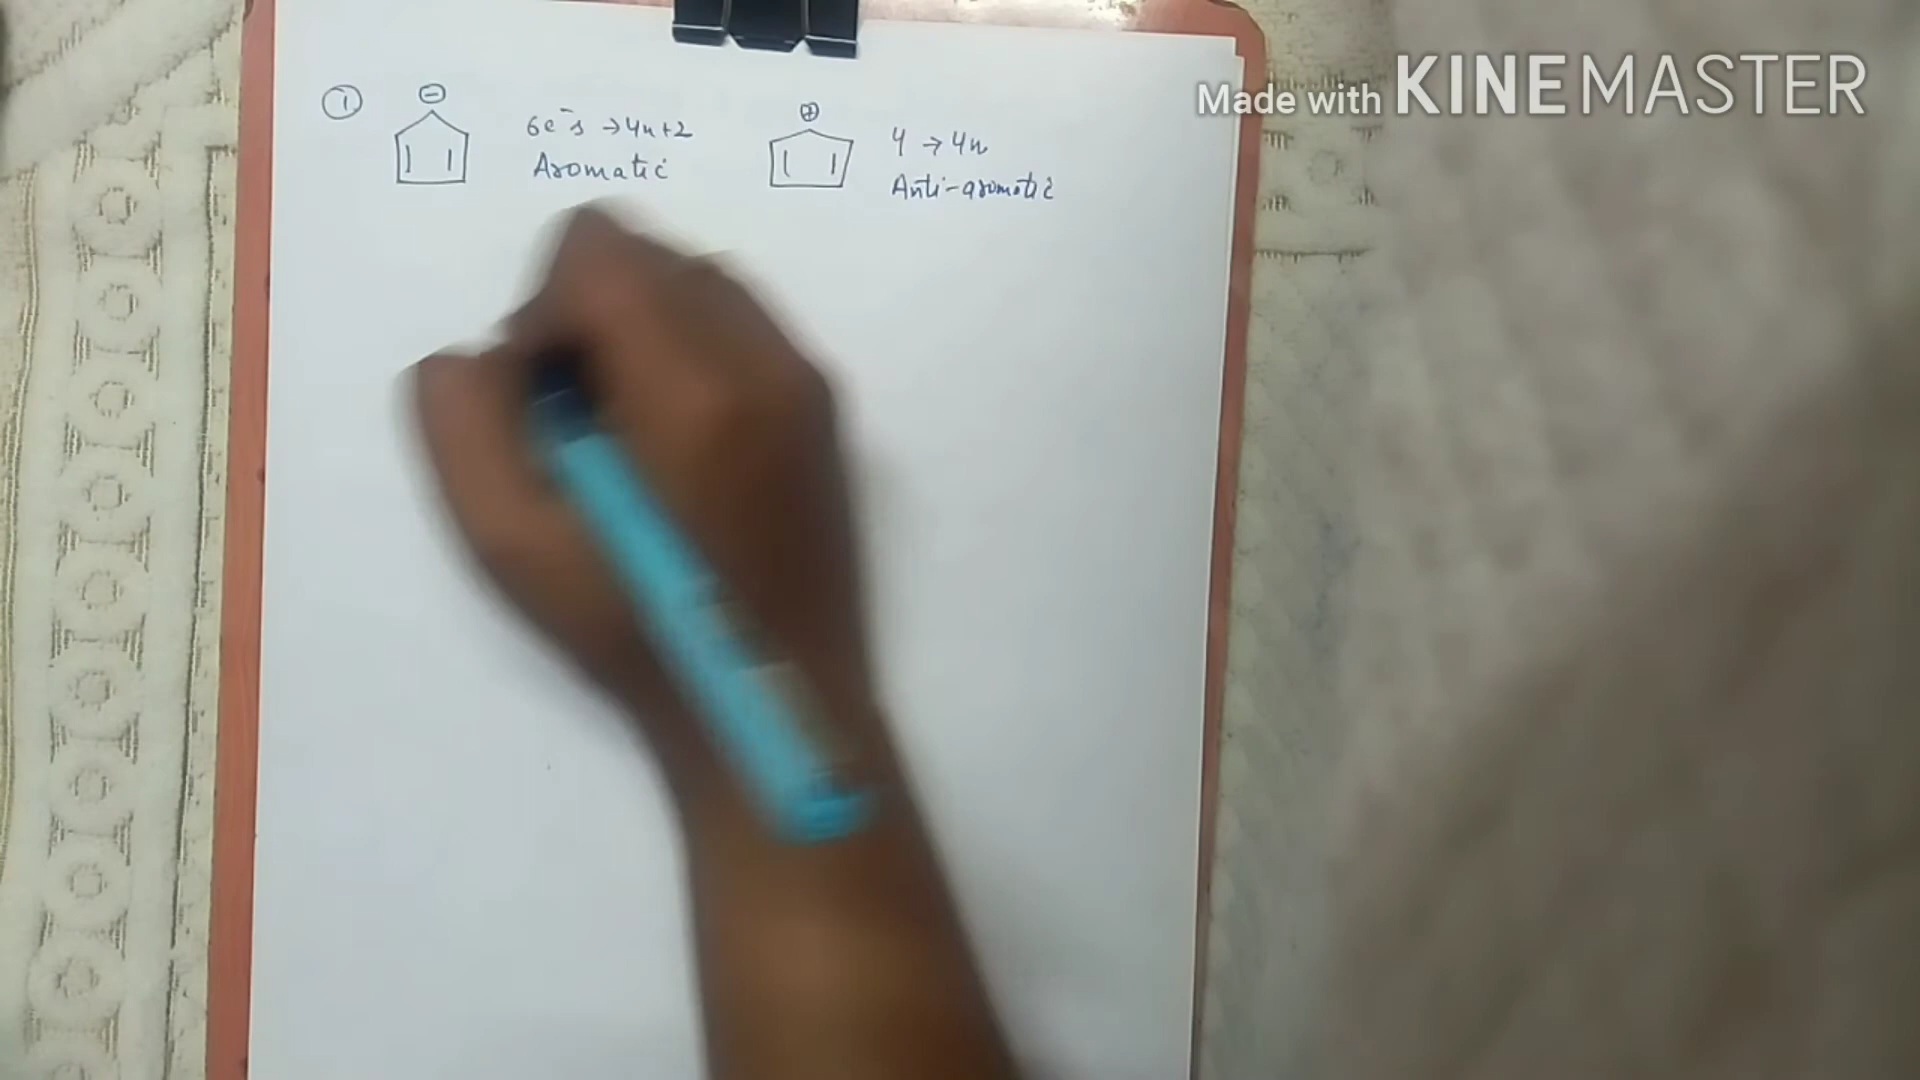 Made with KINEMASTER
① ⊖ 6e⁻s → 4n+2
Aromatic
⊕ 4 → 4n
Anti-aromatic